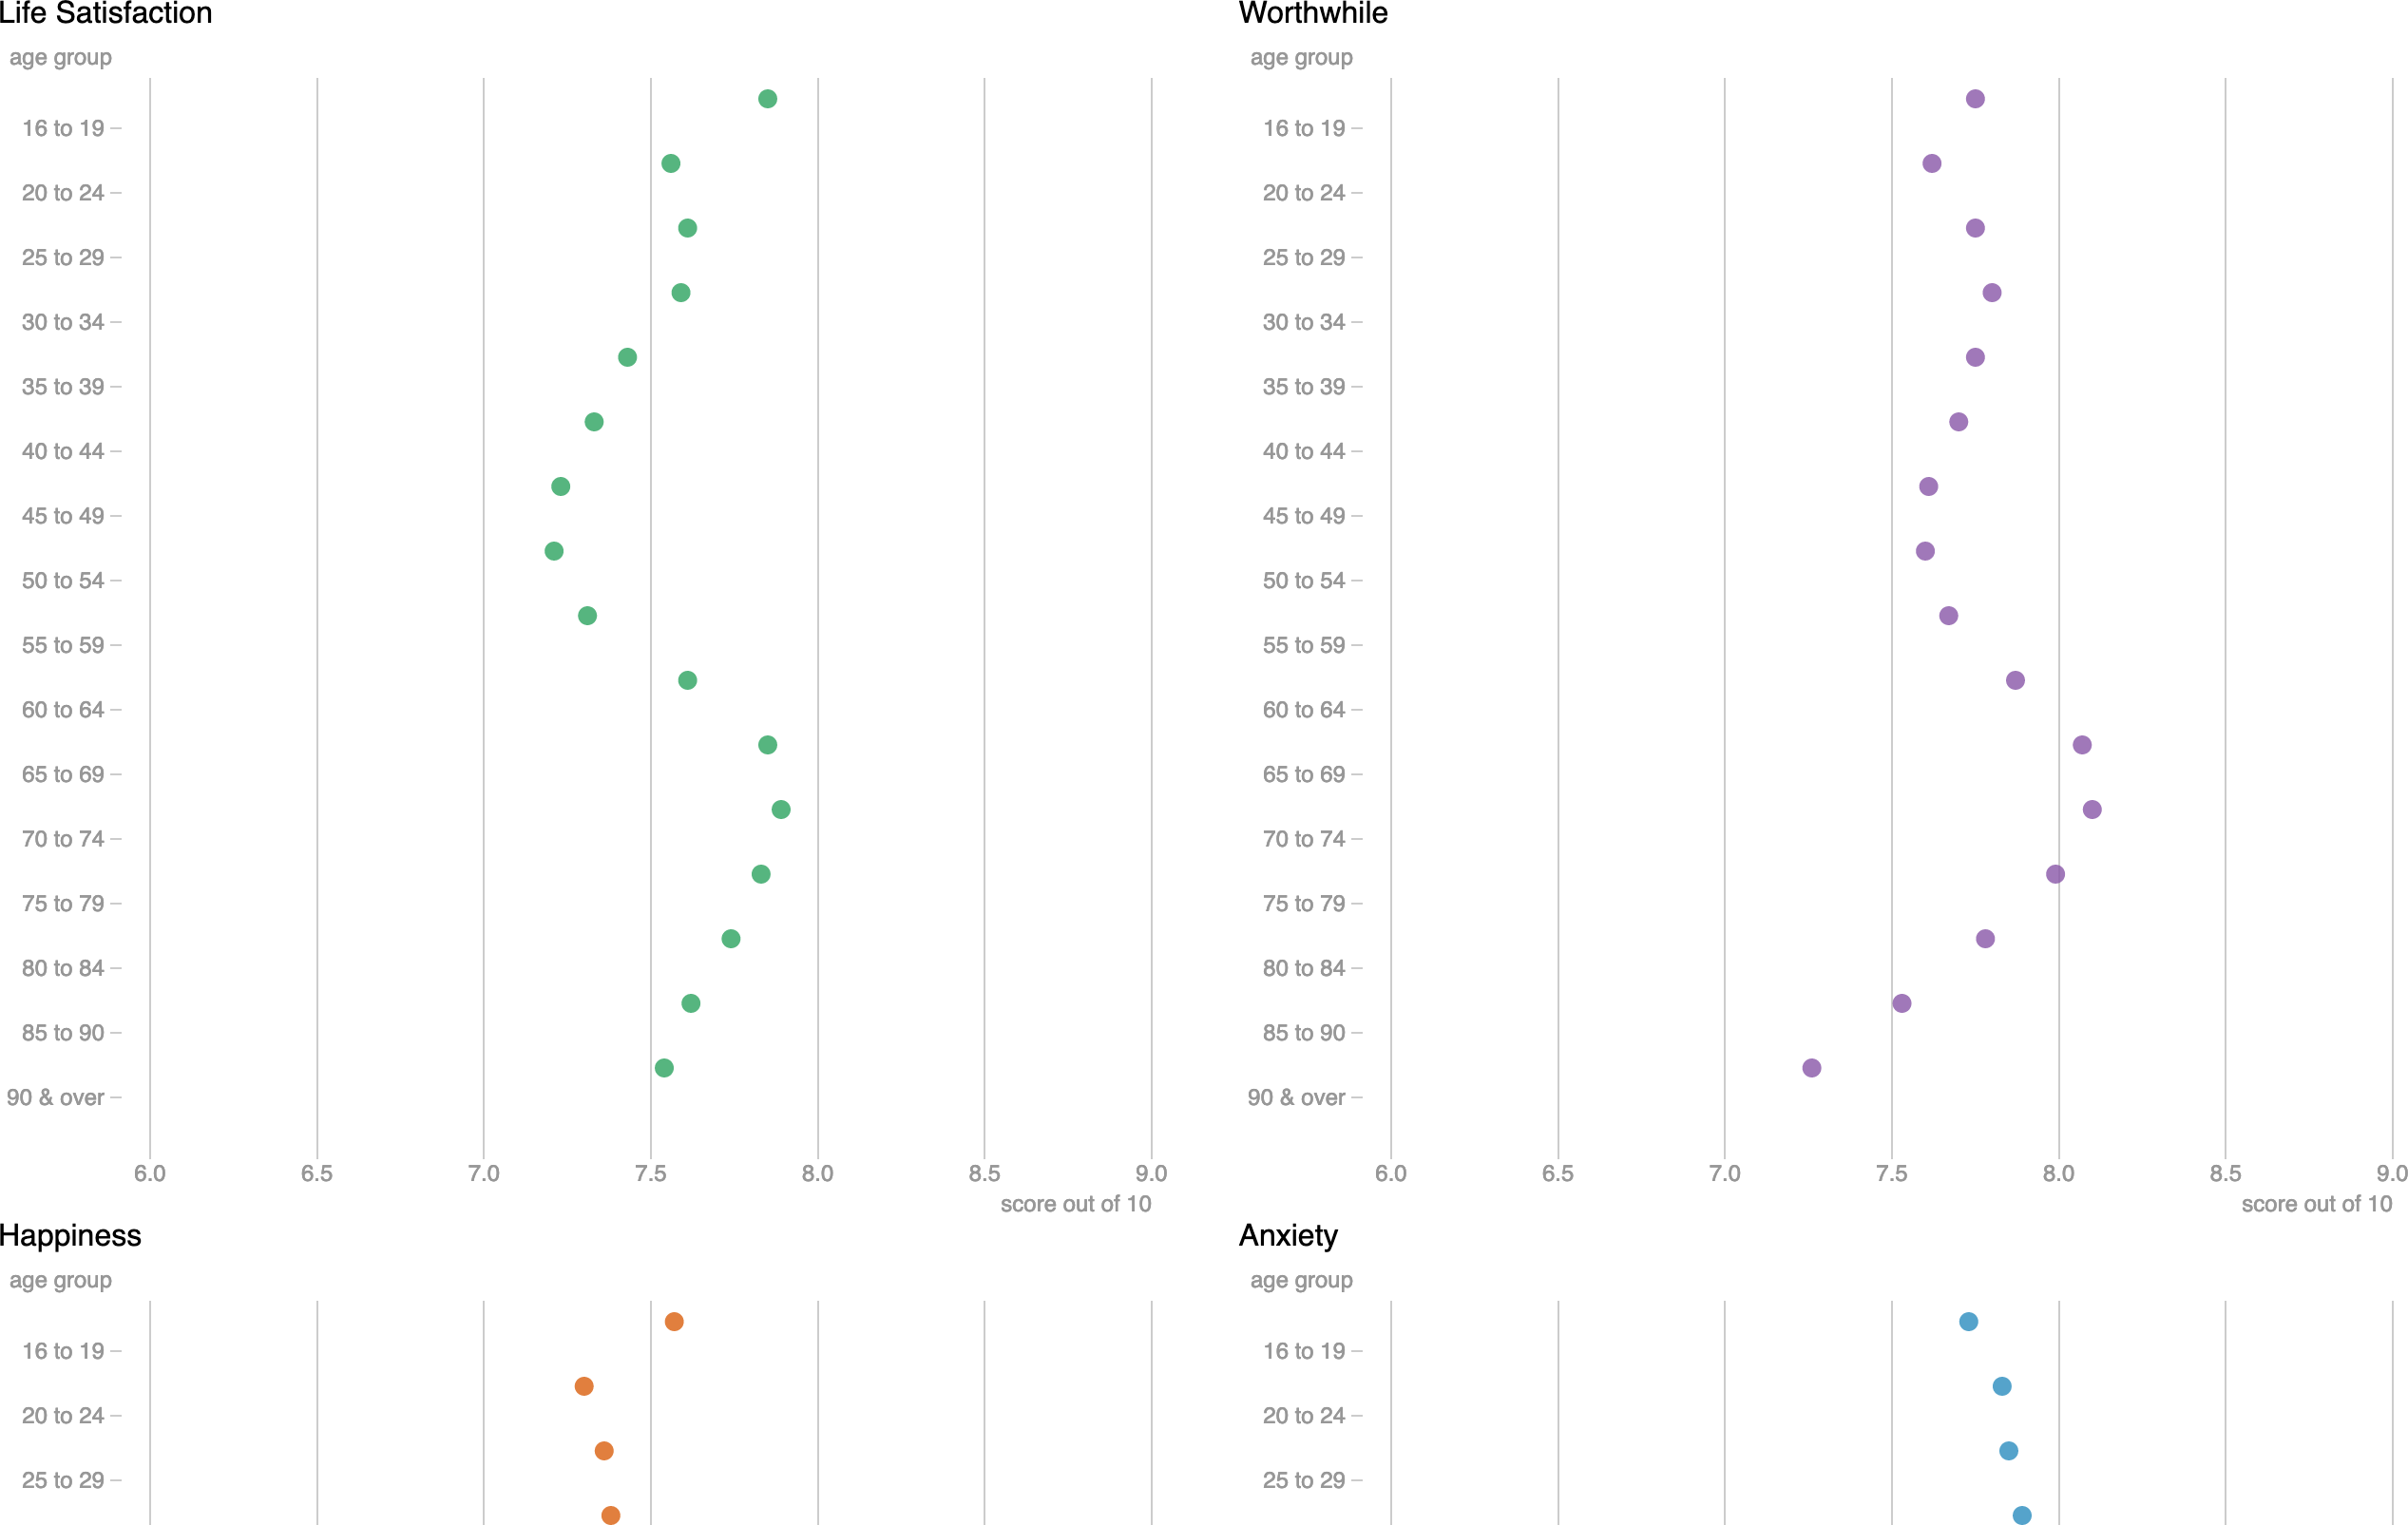 Life Satisfaction
age group
16 to 19
20 to 24
25 to 29
30 to 34
35 to 39
40 to 44
45 to 49
50 to 54
55 to 59
60 to 64
65 to 69
70 to 74
75 to 79
80 to 84
85 to 90
90 & over
6.0 6.5 7.0 7.5 8.0 8.5 9.0
score out of 10
Worthwhile
age group
16 to 19
20 to 24
25 to 29
30 to 34
35 to 39
40 to 44
45 to 49
50 to 54
55 to 59
60 to 64
65 to 69
70 to 74
75 to 79
80 to 84
85 to 90
90 & over
6.0 6.5 7.0 7.5 8.0 8.5 9.0
score out of 10
Happiness
age group
16 to 19
20 to 24
25 to 29
Anxiety
age group
16 to 19
20 to 24
25 to 29